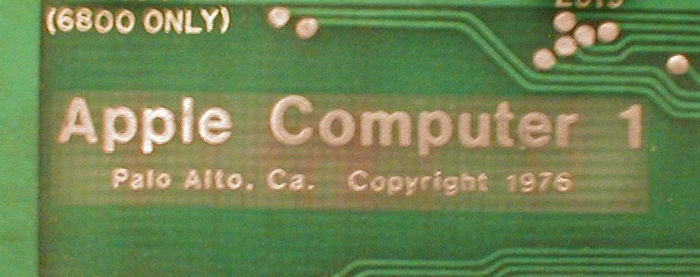 (6800 ONLY)
Apple Computer 1
Palo Alto, Ca. Copyright 1976